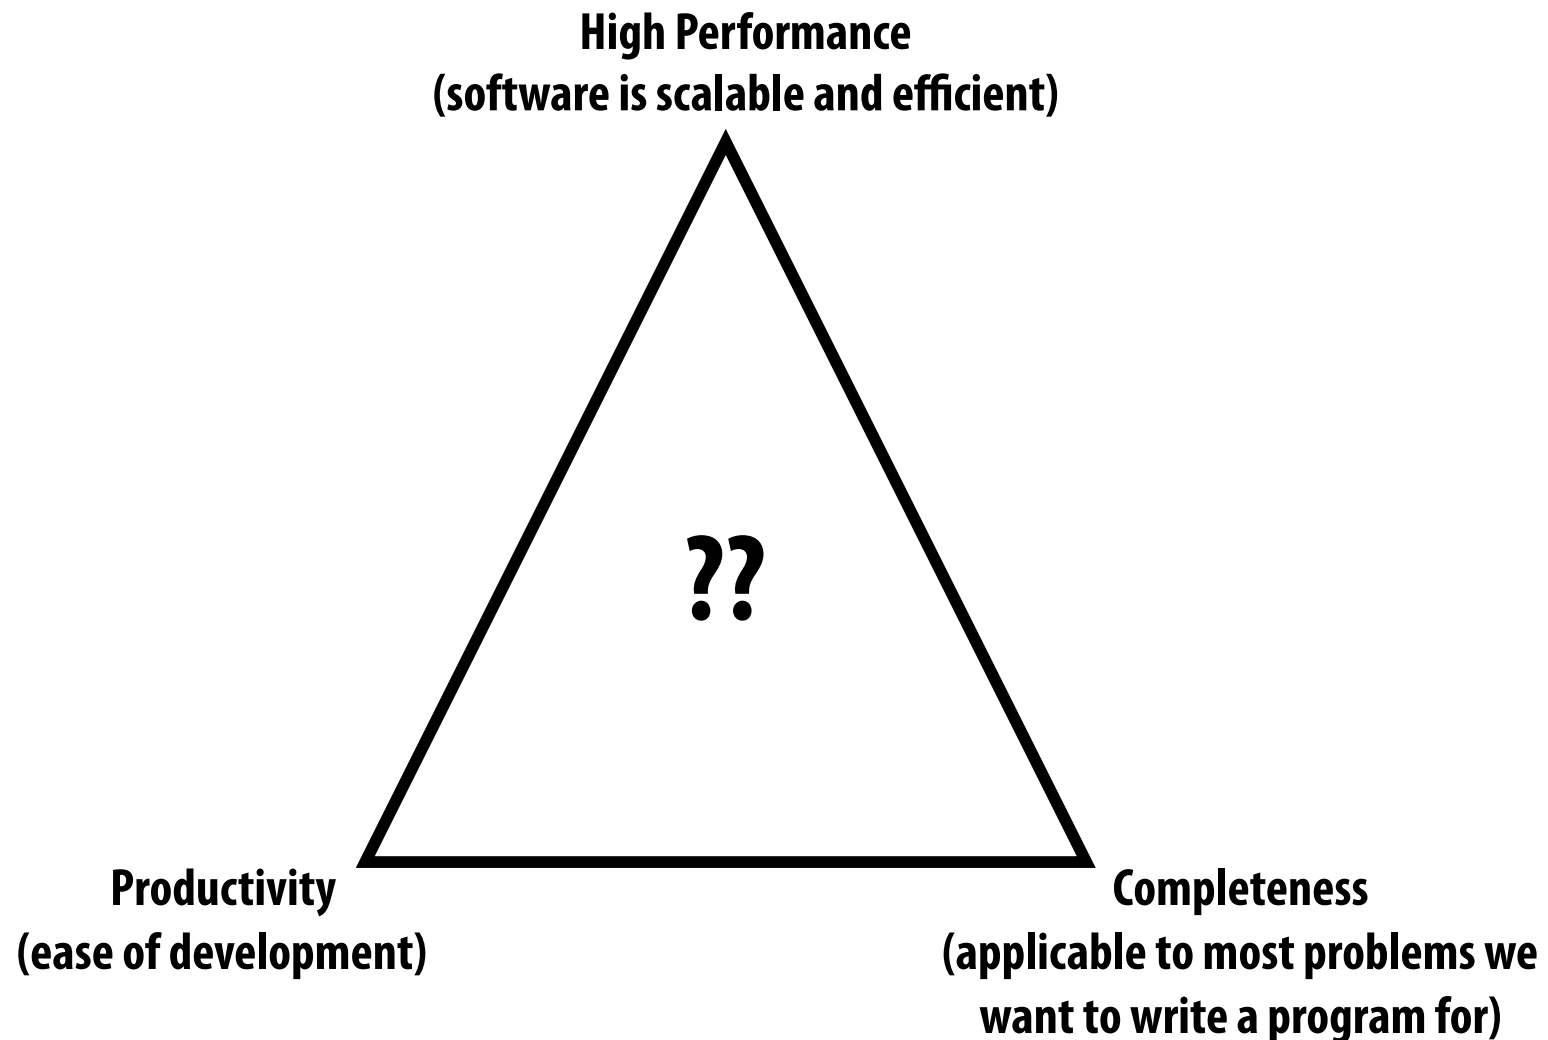 High Performance
(software is scalable and efficient)
??
Productivity
(ease of development)
Completeness
(applicable to most problems we
want to write a program for)